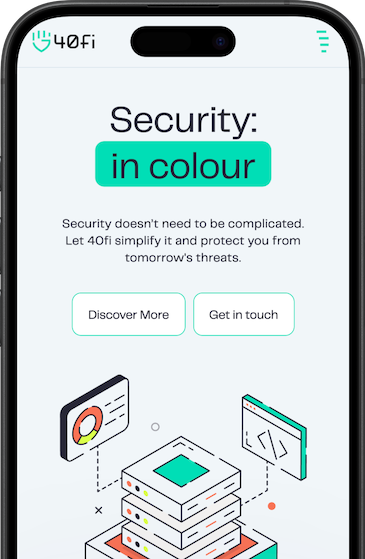 40fi
Security:
in colour
Security doesn't need to be complicated.
Let 40fi simplify it and protect you from
tomorrow's threats.
Discover More
Get in touch